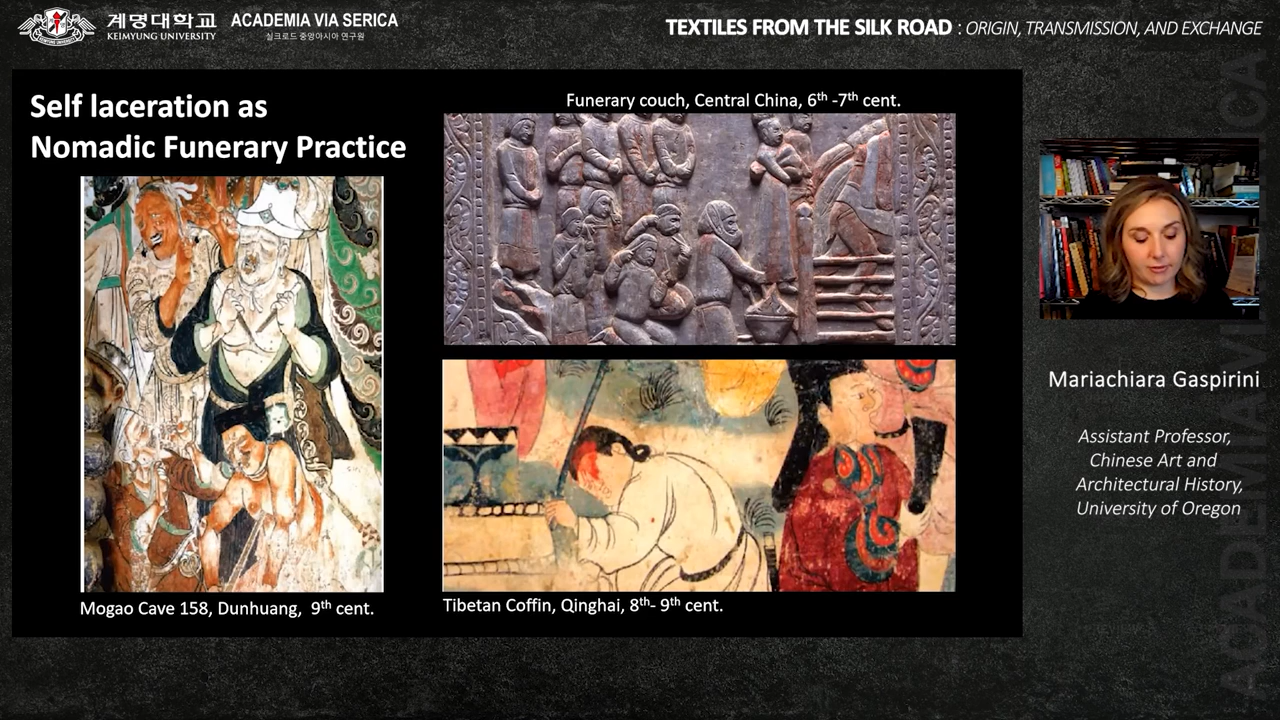 계명대학교
KEIMYUNG UNIVERSITY
ACADEMIA VIA SERICA
실크로드 중앙아시아 연구원
TEXTILES FROM THE SILK ROAD : ORIGIN, TRANSMISSION, AND EXCHANGE
Self laceration as
Nomadic Funerary Practice
Funerary couch, Central China, 6th -7th cent.
Mogao Cave 158, Dunhuang, 9th cent.
Tibetan Coffin, Qinghai, 8th- 9th cent.
Mariachiara Gaspirini
Assistant Professor,
Chinese Art and
Architectural History,
University of Oregon